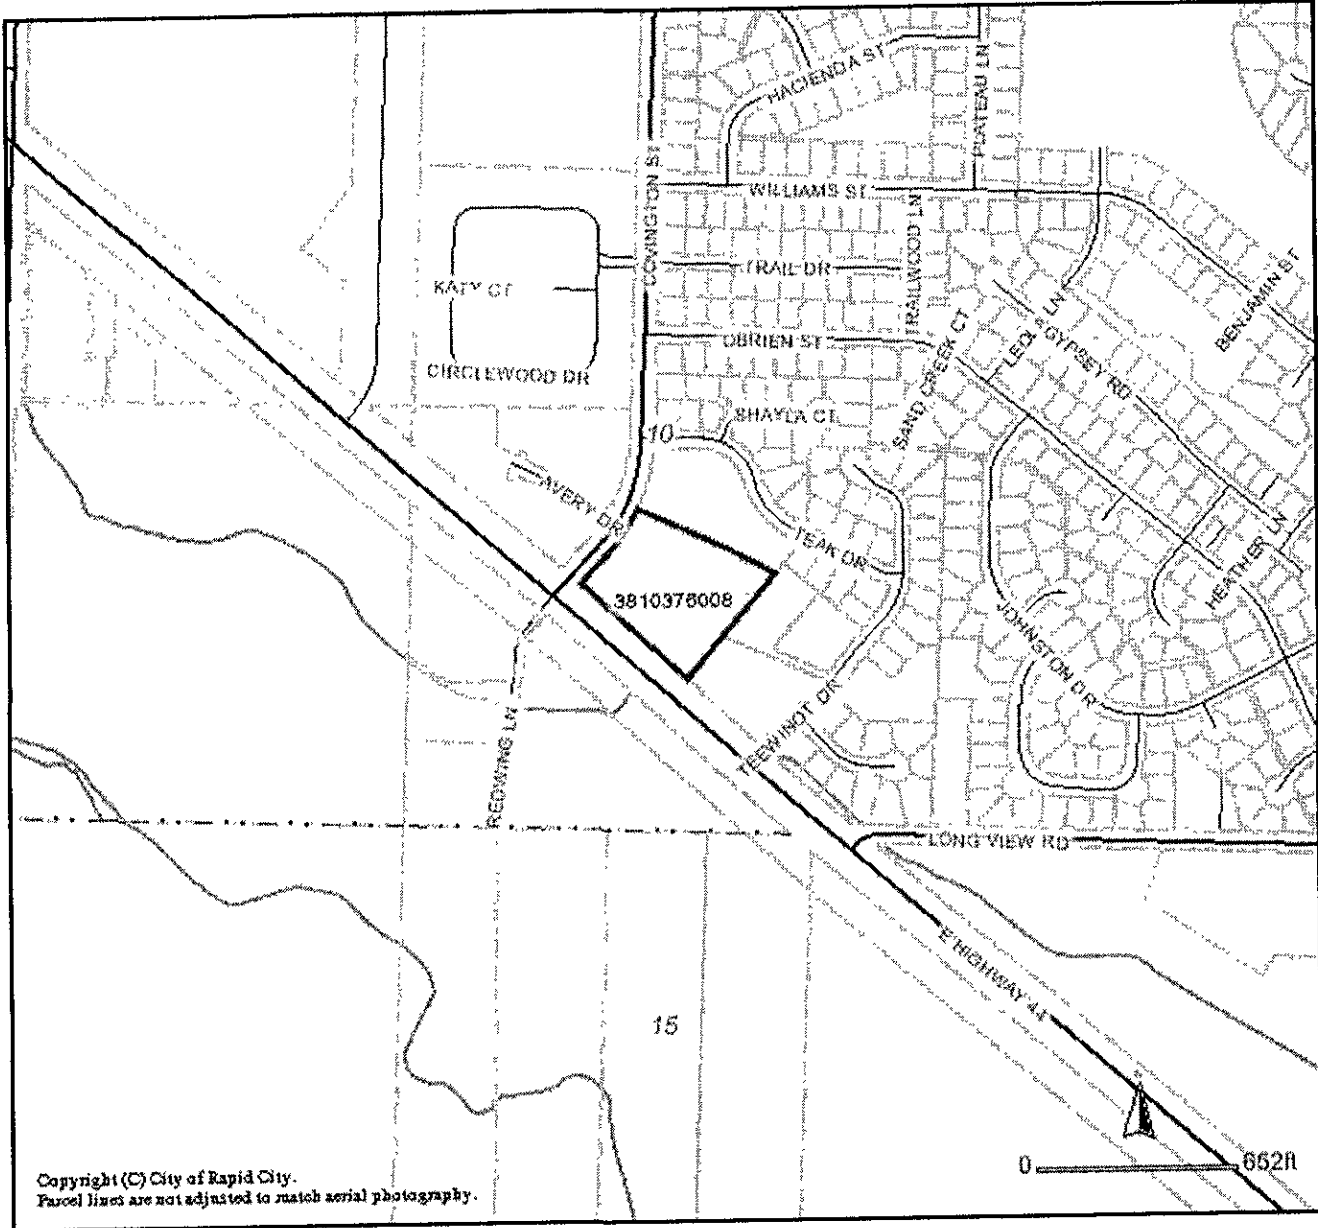 HACIENDA ST
PLATEAU LN
COVINGTON ST
WILLIAMS ST
TRAILWOOD LN
TRAIL DR
KATY CT
BENJAMIN ST
OBRIEN ST
SAND CREEK CT
LEOL LN
GYPSEY RD
CIRCLEWOOD DR
SHAYLA CT
10
AVERY DR
TEAK DR
HEATHER LN
3810376008
JOHNSTON DR
TEEWINOT DR
REDWING LN
LONG VIEW RD
E HIGHWAY 44
15
0 662ft
Copyright (C) City of Rapid City.
Parcel lines are not adjusted to match aerial photography.